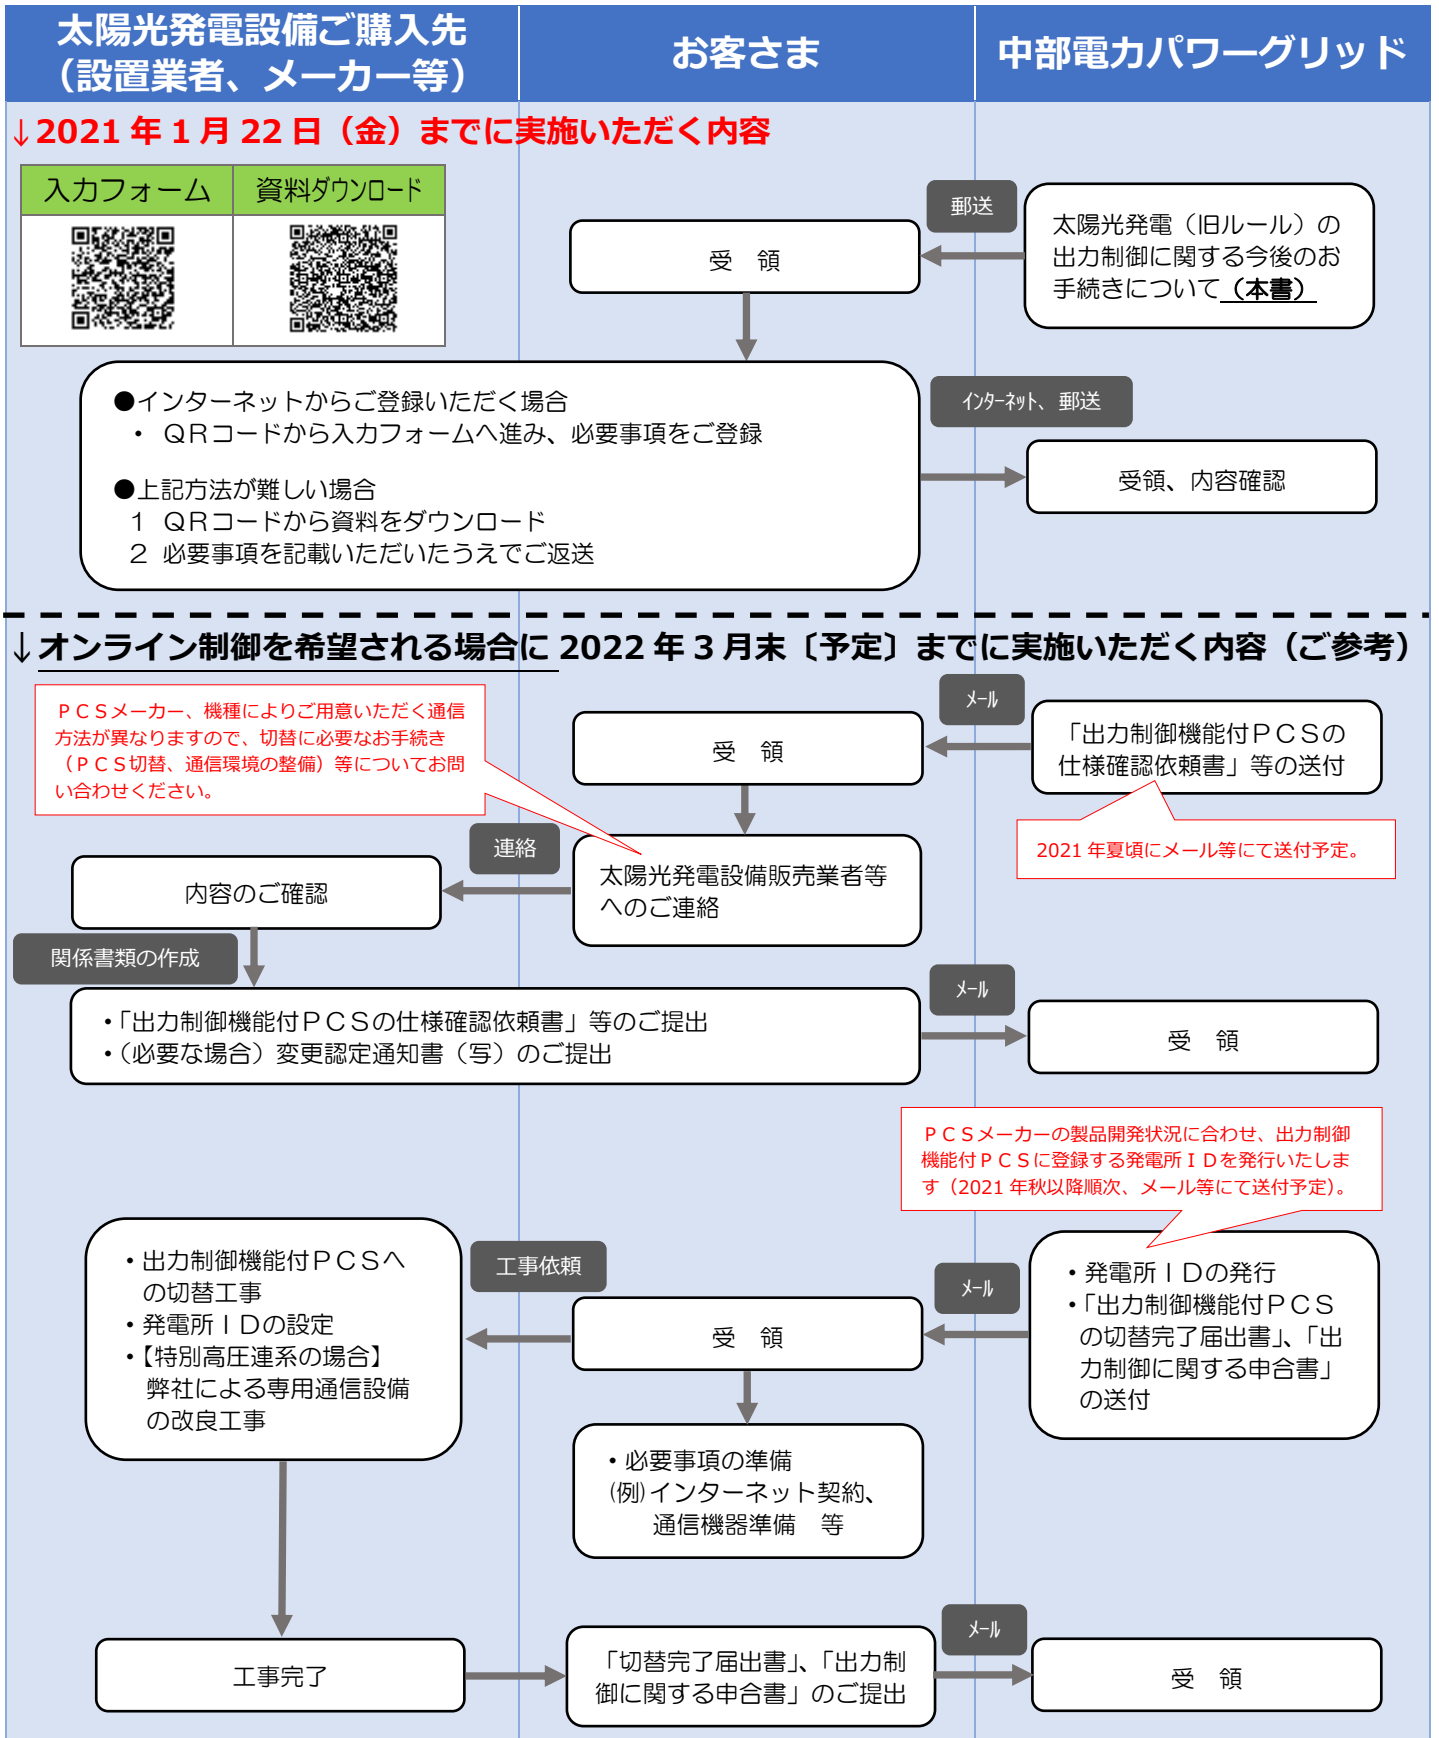 太陽光発電設備ご購入先
（設置業者、メーカー等）
お客さま
中部電力パワーグリッド
↓2021年1月22日（金）までに実施いただく内容
入力フォーム
資料ダウンロード
郵送
太陽光発電（旧ルール）の
出力制御に関する今後のお
手続きについて（本書）
受　領
●インターネットからご登録いただく場合
・ ＱＲコードから入力フォームへ進み、必要事項をご登録
●上記方法が難しい場合
１ ＱＲコードから資料をダウンロード
２ 必要事項を記載いただいたうえでご返送
インターネット、郵送
受領、内容確認
↓オンライン制御を希望される場合に2022年3月末〔予定〕までに実施いただく内容（ご参考）
ＰＣＳメーカー、機種によりご用意いただく通信
方法が異なりますので、切替に必要なお手続き
（ＰＣＳ切替、通信環境の整備）等についてお問
い合わせください。
メール
「出力制御機能付ＰＣＳの
仕様確認依頼書」等の送付
受　領
2021年夏頃にメール等にて送付予定。
連絡
太陽光発電設備販売業者等
へのご連絡
内容のご確認
関係書類の作成
・「出力制御機能付ＰＣＳの仕様確認依頼書」等のご提出
・（必要な場合）変更認定通知書（写）のご提出
メール
受　領
ＰＣＳメーカーの製品開発状況に合わせ、出力制御
機能付ＰＣＳに登録する発電所ＩＤを発行いたしま
す（2021年秋以降順次、メール等にて送付予定）。
・発電所ＩＤの発行
・「出力制御機能付ＰＣＳ
の切替完了届出書」、「出
力制御に関する申合書」
の送付
メール
受　領
工事依頼
・出力制御機能付ＰＣＳへ
の切替工事
・発電所ＩＤの設定
・【特別高圧連系の場合】
弊社による専用通信設備
の改良工事
・必要事項の準備
(例)インターネット契約、
通信機器準備　等
工事完了
「切替完了届出書」、「出力制
御に関する申合書」のご提出
メール
受　領